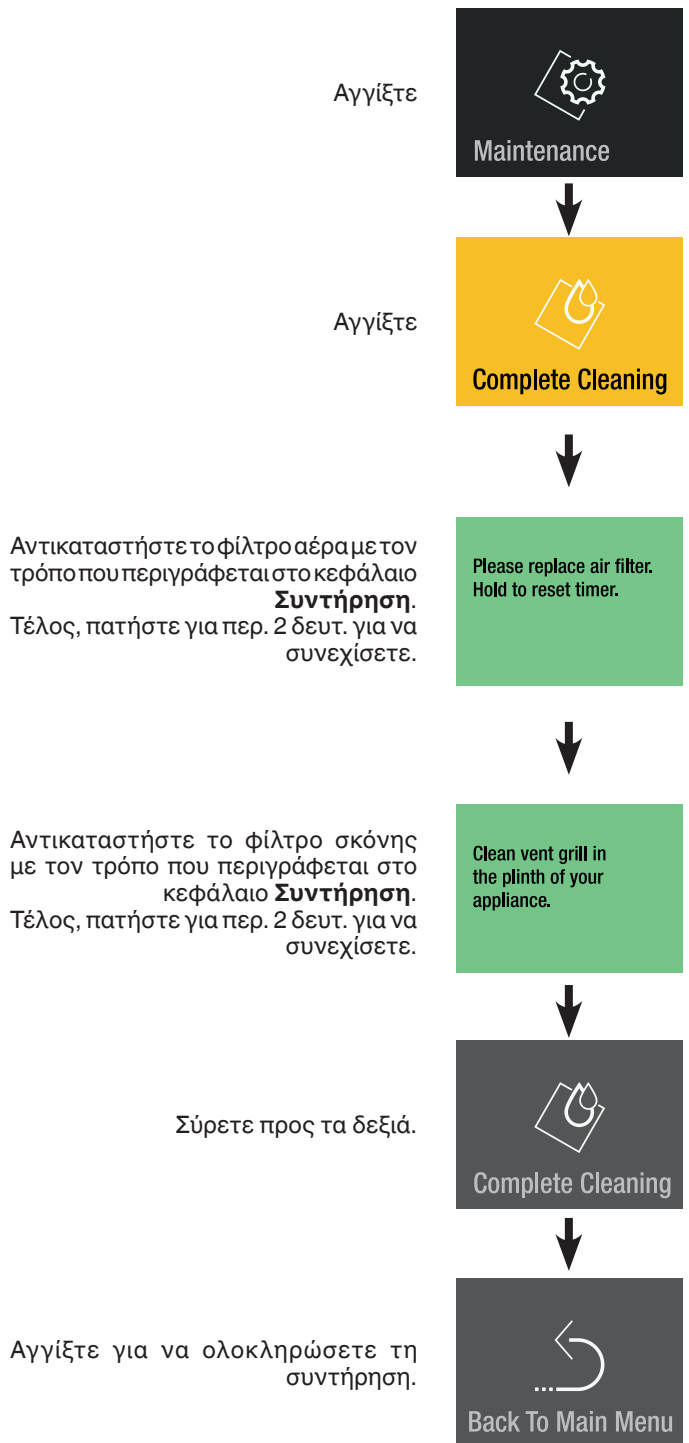 Αγγίξτε
Maintenance
Αγγίξτε
Complete Cleaning
Αντικαταστήστε το φίλτρο αέρα με τον
τρόπο που περιγράφεται στο κεφάλαιο
Συντήρηση.
Τέλος, πατήστε για περ. 2 δευτ. για να
συνεχίσετε.
Please replace air filter.
Hold to reset timer.
Αντικαταστήστε το φίλτρο σκόνης
με τον τρόπο που περιγράφεται στο
κεφάλαιο Συντήρηση.
Τέλος, πατήστε για περ. 2 δευτ. για να
συνεχίσετε.
Clean vent grill in
the plinth of your
appliance.
Σύρετε προς τα δεξιά.
Complete Cleaning
Αγγίξτε για να ολοκληρώσετε τη
συντήρηση.
Back To Main Menu